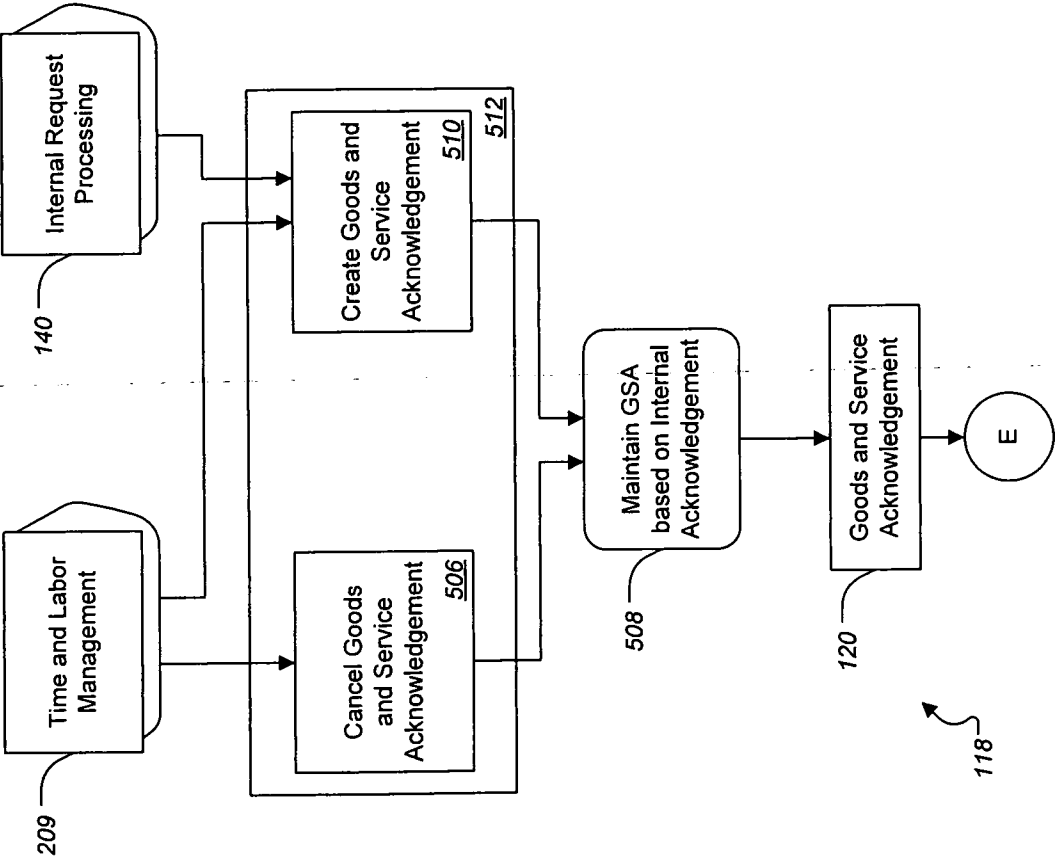 209
Time and Labor
Management
140
Internal Request
Processing
Cancel Goods
and Service
Acknowledgement
506
Create Goods and
Service
Acknowledgement
510
512
508
Maintain GSA
based on Internal
Acknowledgement
120
Goods and Service
Acknowledgement
118
E